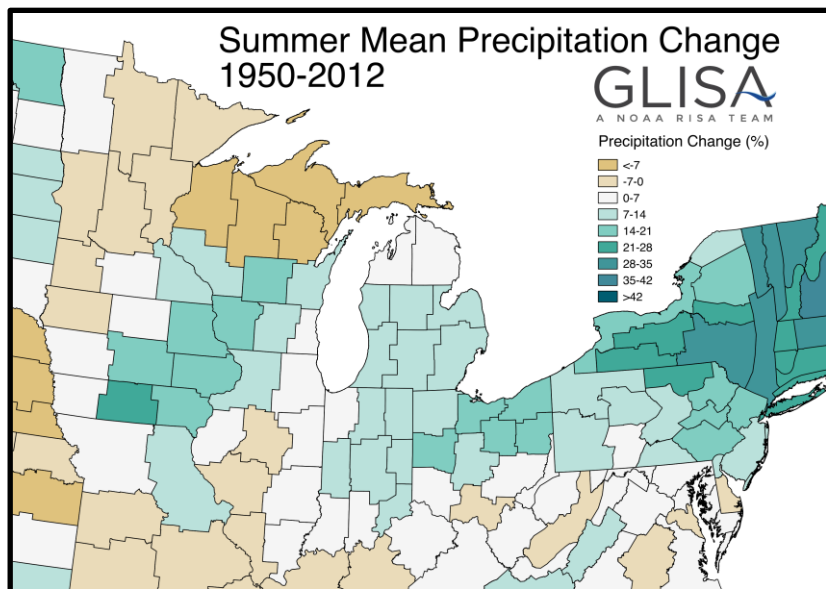 Summer Mean Precipitation Change
1950-2012
GLISA
A NOAA RISA TEAM
Precipitation Change (%)
<-7
-7-0
0-7
7-14
14-21
21-28
28-35
35-42
>42